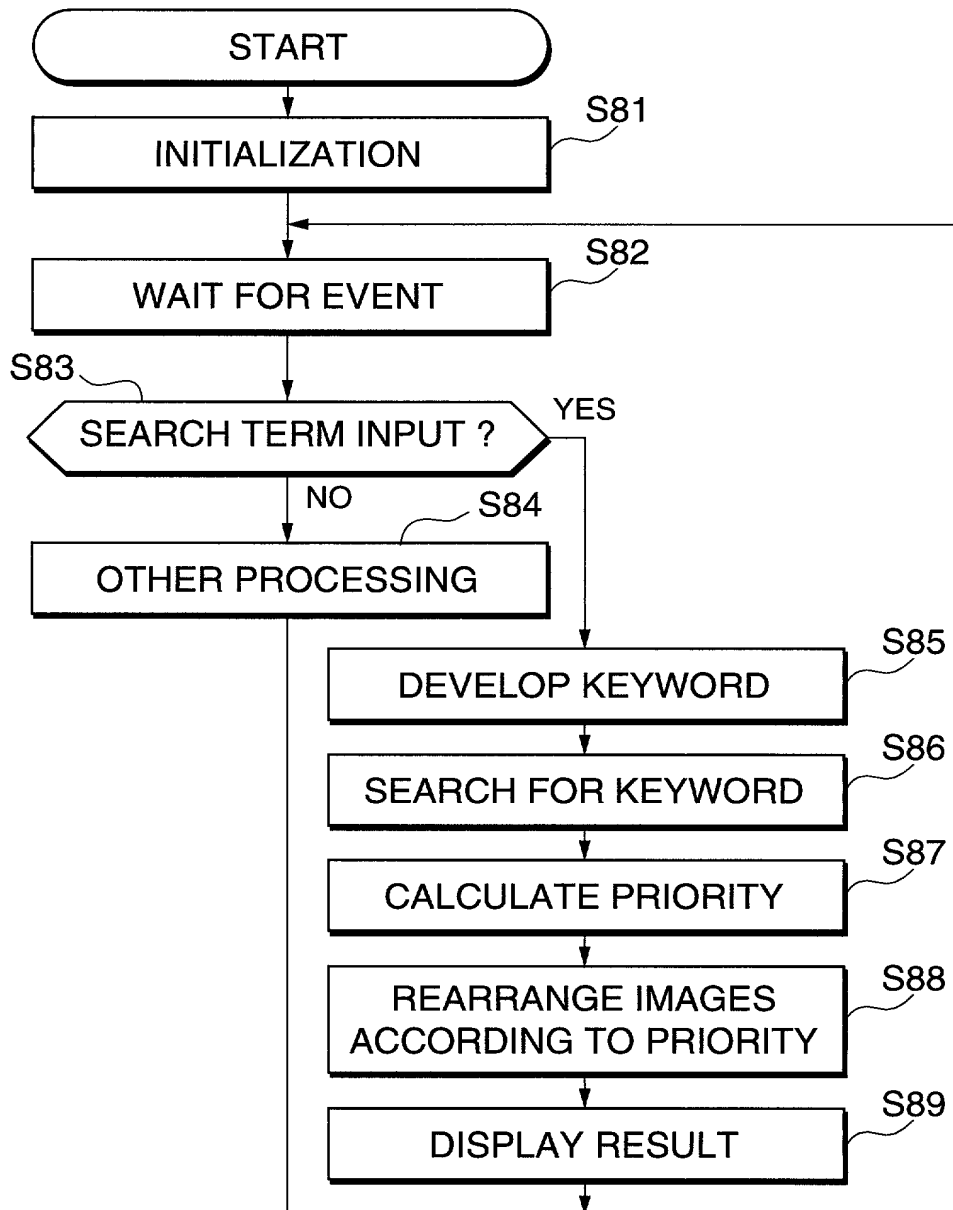 START
S81
INITIALIZATION
S82
WAIT FOR EVENT
S83
SEARCH TERM INPUT ?
YES
NO
S84
OTHER PROCESSING
S85
DEVELOP KEYWORD
S86
SEARCH FOR KEYWORD
S87
CALCULATE PRIORITY
S88
REARRANGE IMAGES
ACCORDING TO PRIORITY
S89
DISPLAY RESULT